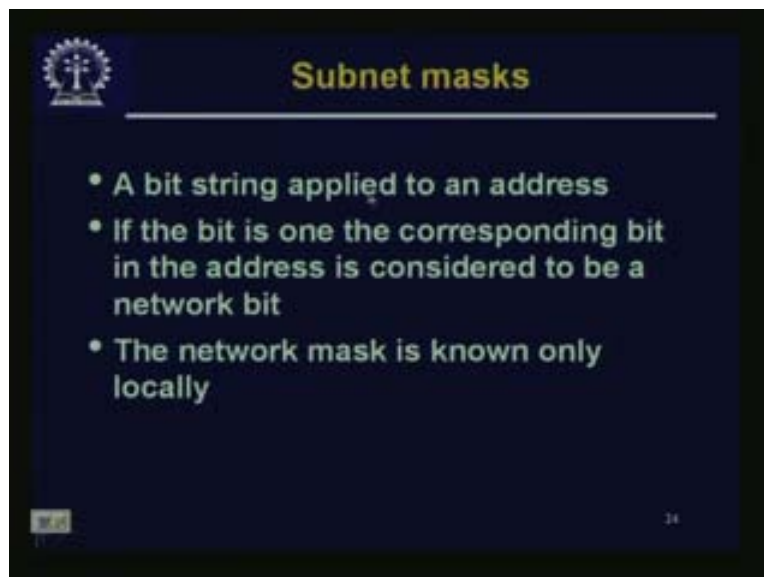 Subnet masks
• A bit string applied to an address
• If the bit is one the corresponding bit
in the address is considered to be a
network bit
• The network mask is known only
locally